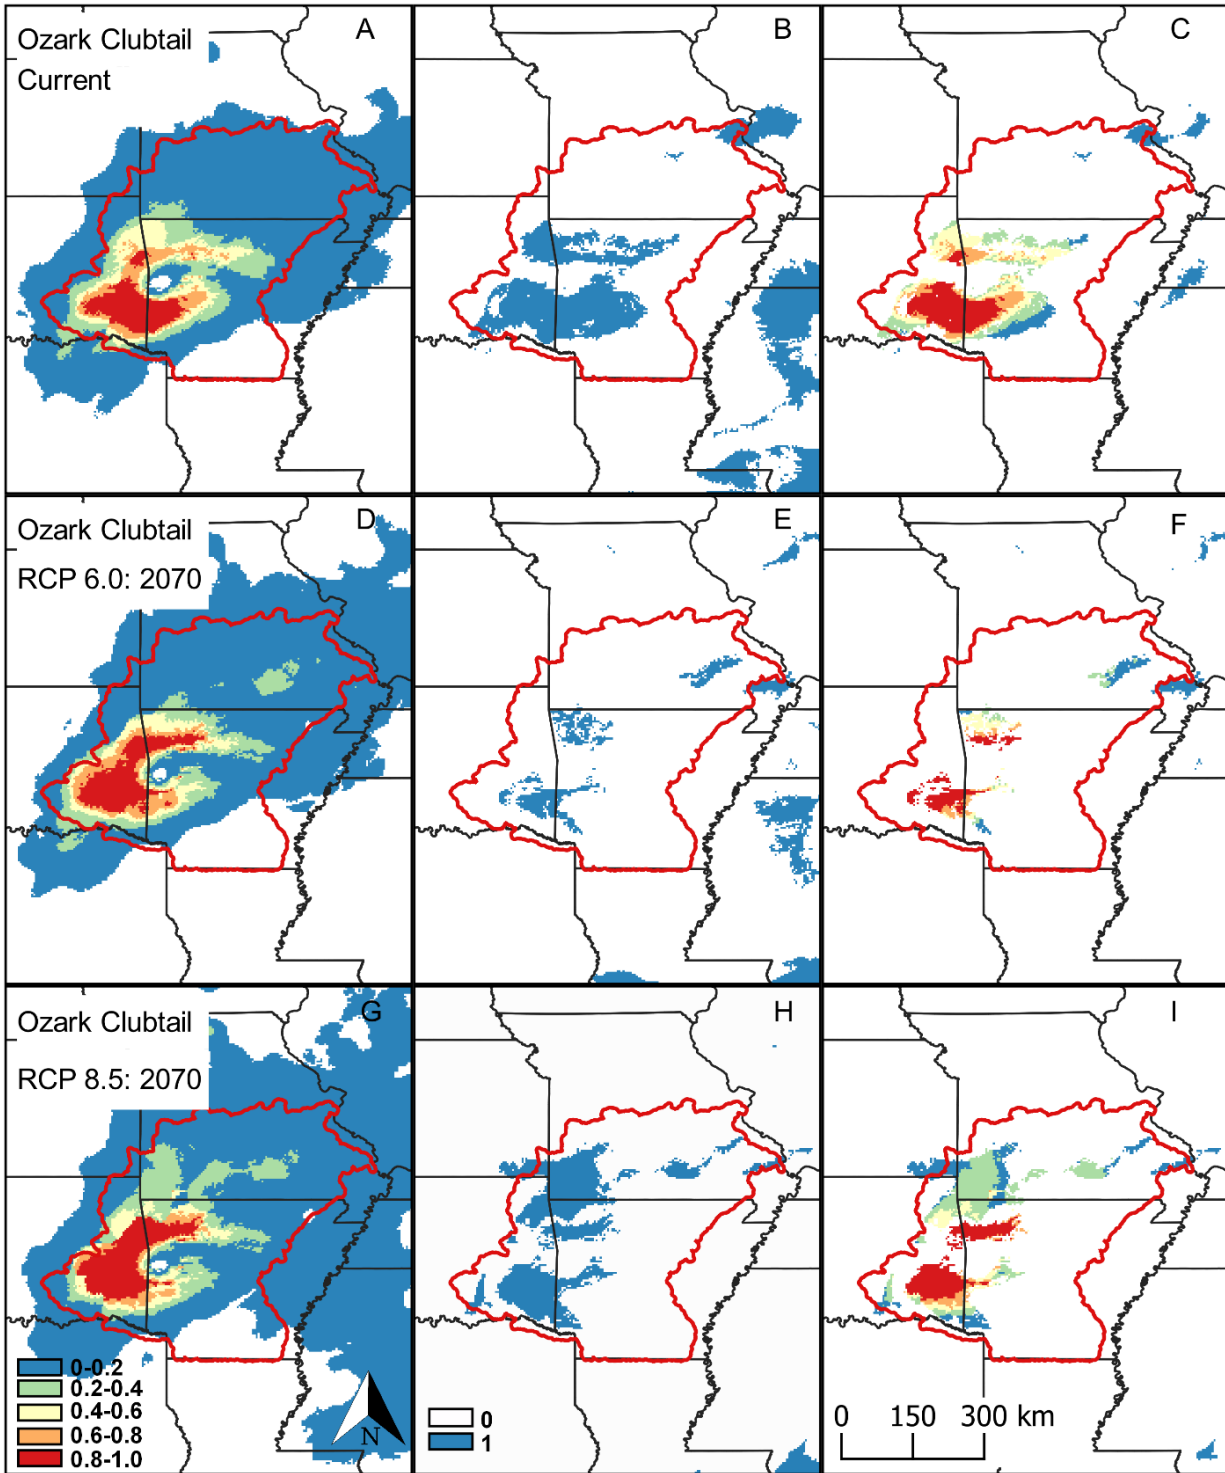 Ozark Clubtail
Current
A
B
C
Ozark Clubtail
RCP 6.0: 2070
D
E
F
Ozark Clubtail
RCP 8.5: 2070
G
H
I
0-0.2
0.2-0.4
0.4-0.6
0.6-0.8
0.8-1.0
N
0
1
0 150 300 km